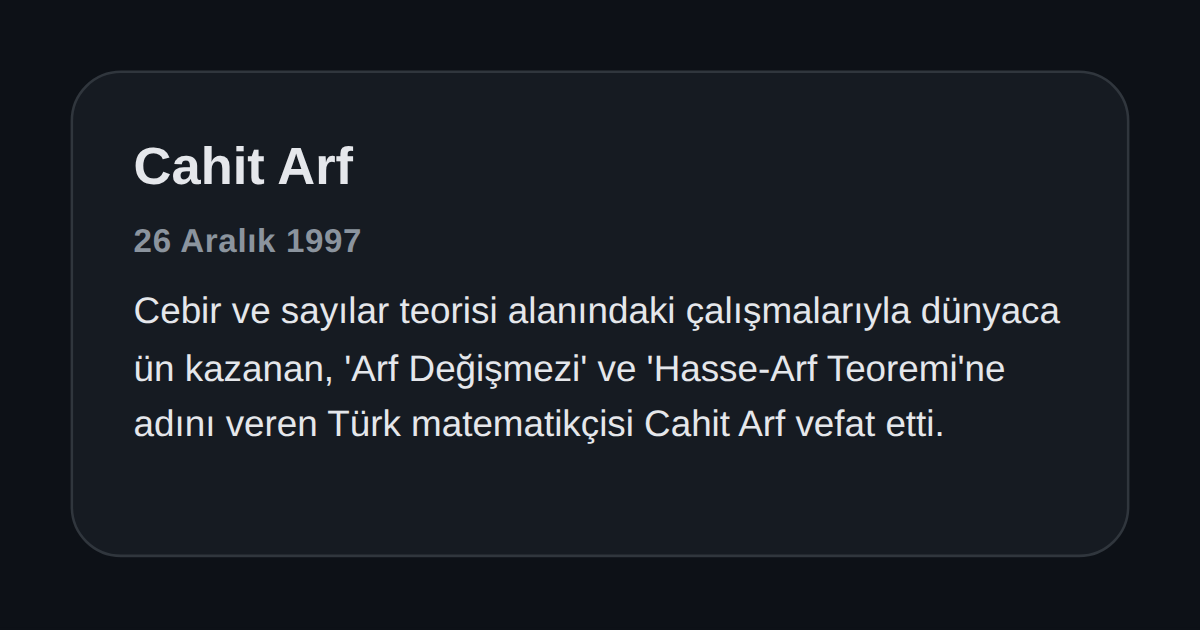 Cahit Arf
26 Aralık 1997
Cebir ve sayılar teorisi alanındaki çalışmalarıyla dünyaca
ün kazanan, 'Arf Değişmezi' ve 'Hasse-Arf Teoremi'ne
adını veren Türk matematikçisi Cahit Arf vefat etti.